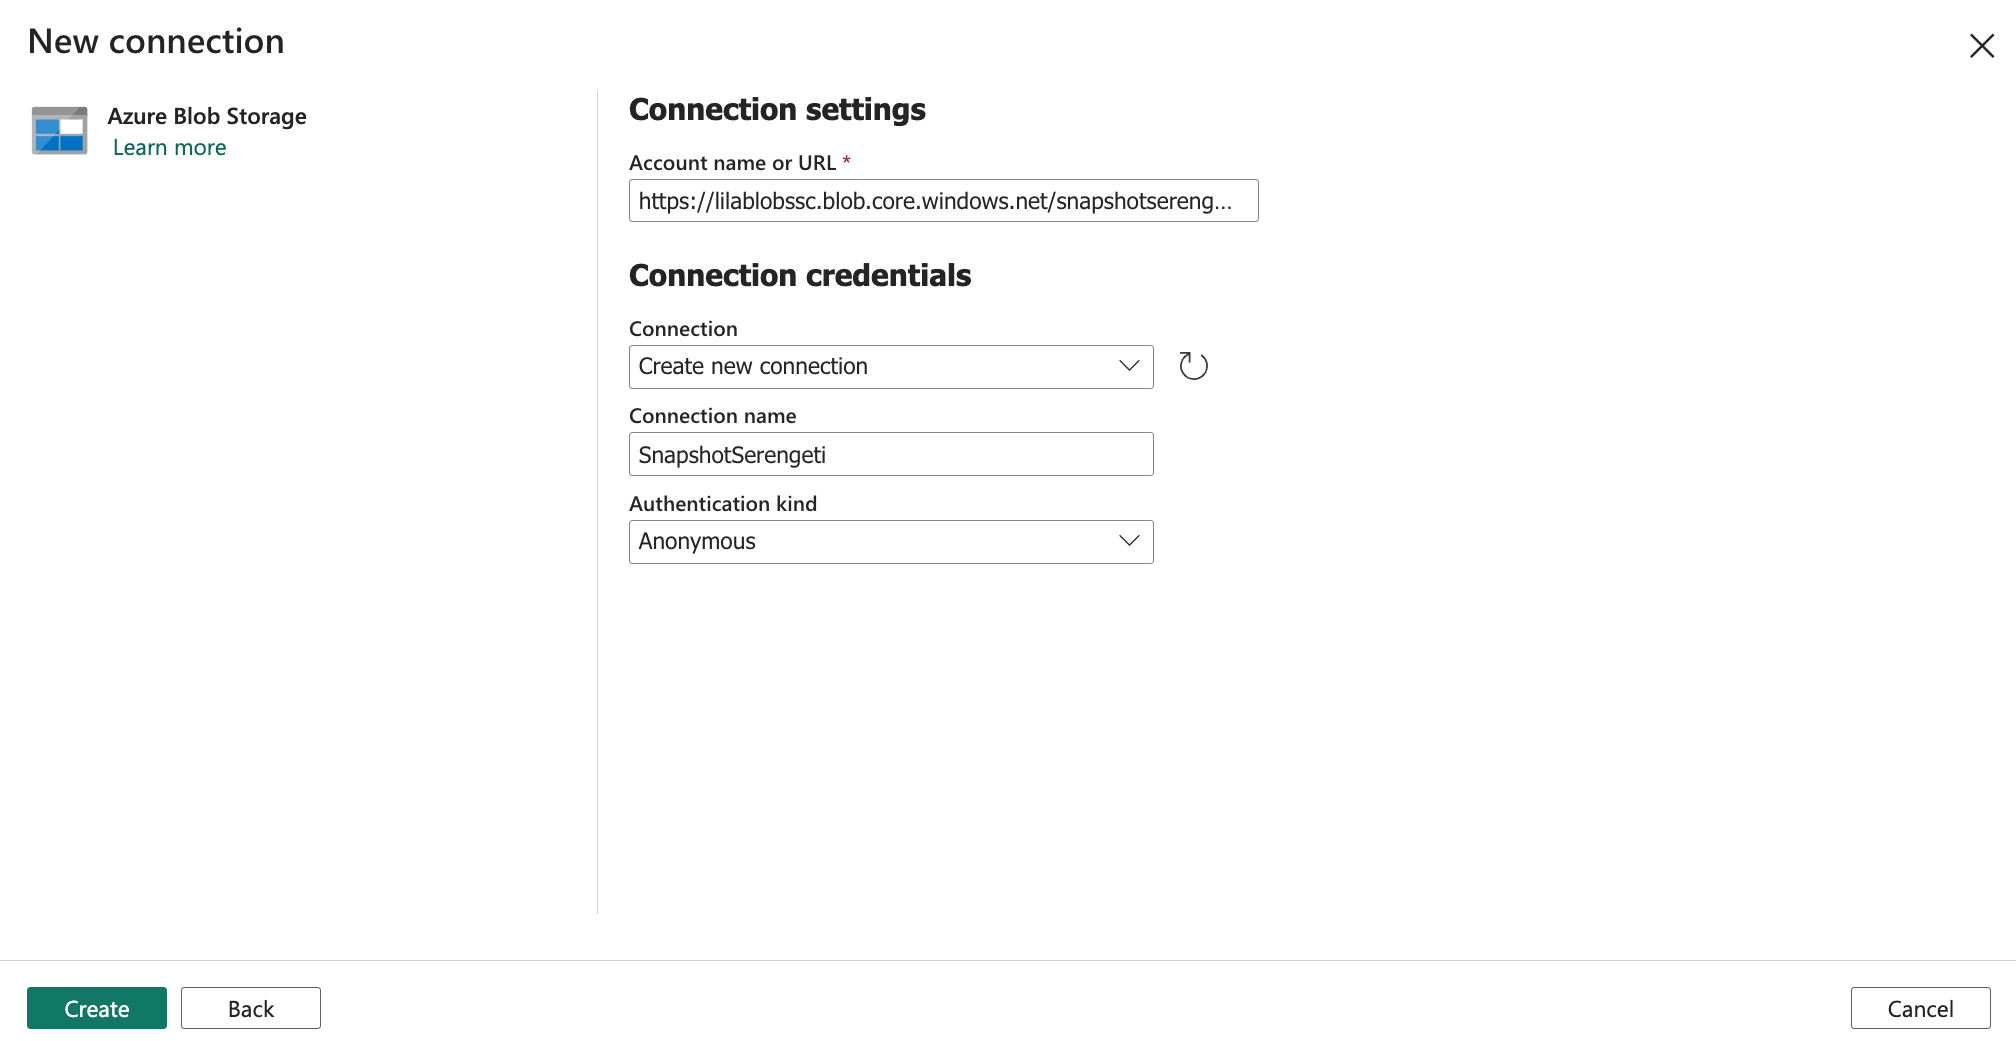 New connection
Azure Blob Storage
Learn more
Connection settings
Account name or URL *
https://lilablobssc.blob.core.windows.net/snapshotsereng...
Connection credentials
Connection
Create new connection
Connection name
SnapshotSerengeti
Authentication kind
Anonymous
Create
Back
Cancel